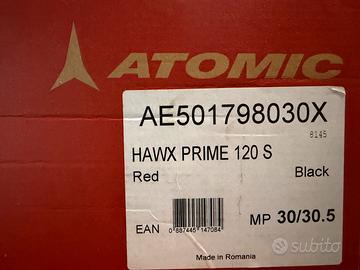 ATOMIC
AE501798030X
8145
HAWX PRIME 120 S
Red Black
EAN 0 887445 147084 MP 30/30.5
Made in Romania
subito